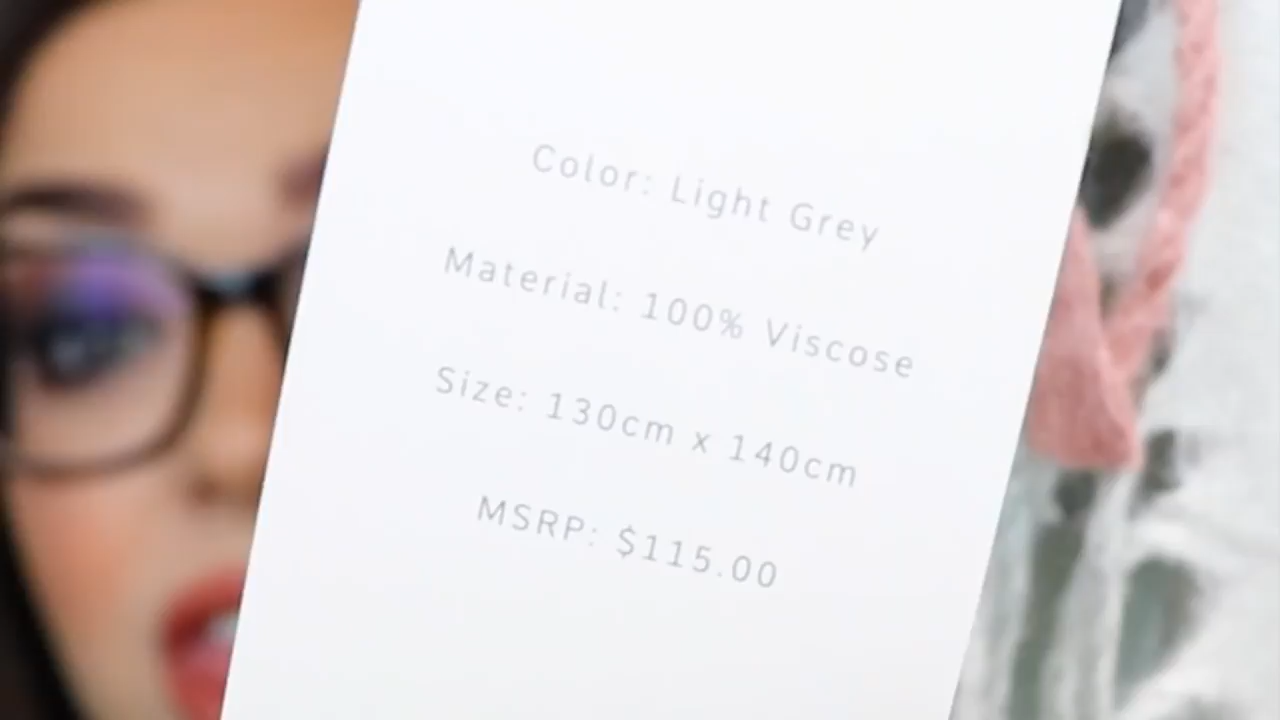 Color: Light Grey
Material: 100% Viscose
Size: 130cm x 140cm
MSRP: $115.00